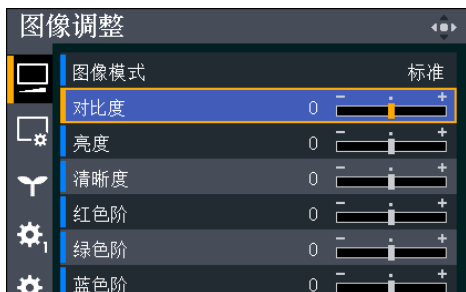 图像调整
图像模式 标准
对比度 0 - +
亮度 0 - +
清晰度 0 - +
红色阶 0 - +
绿色阶 0 - +
蓝色阶 0 - +
1